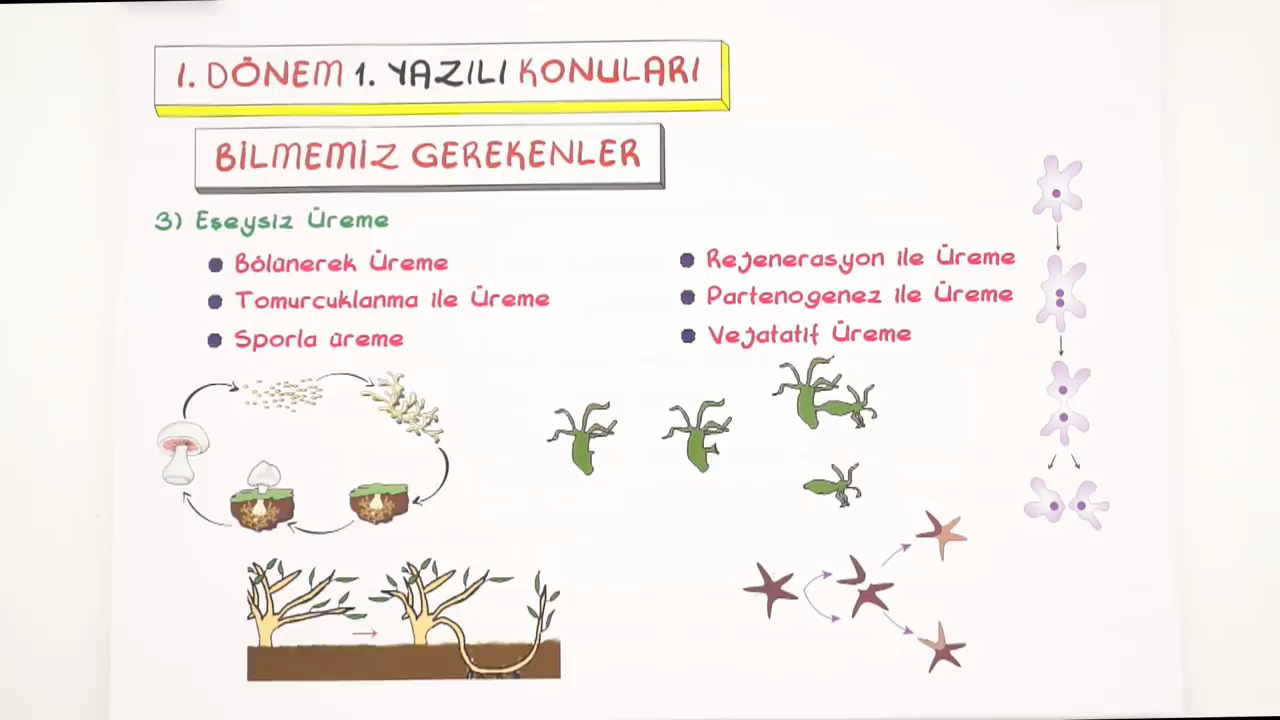 1. DÖNEM 1. YAZILI KONULARI
BİLMEMİZ GEREKENLER
3) Eşeysiz Üreme
Bölünerek Üreme
Tomurcuklanma ile Üreme
Sporla üreme
Rejenerasyon ile Üreme
Partenogenez ile Üreme
Vejatatif Üreme